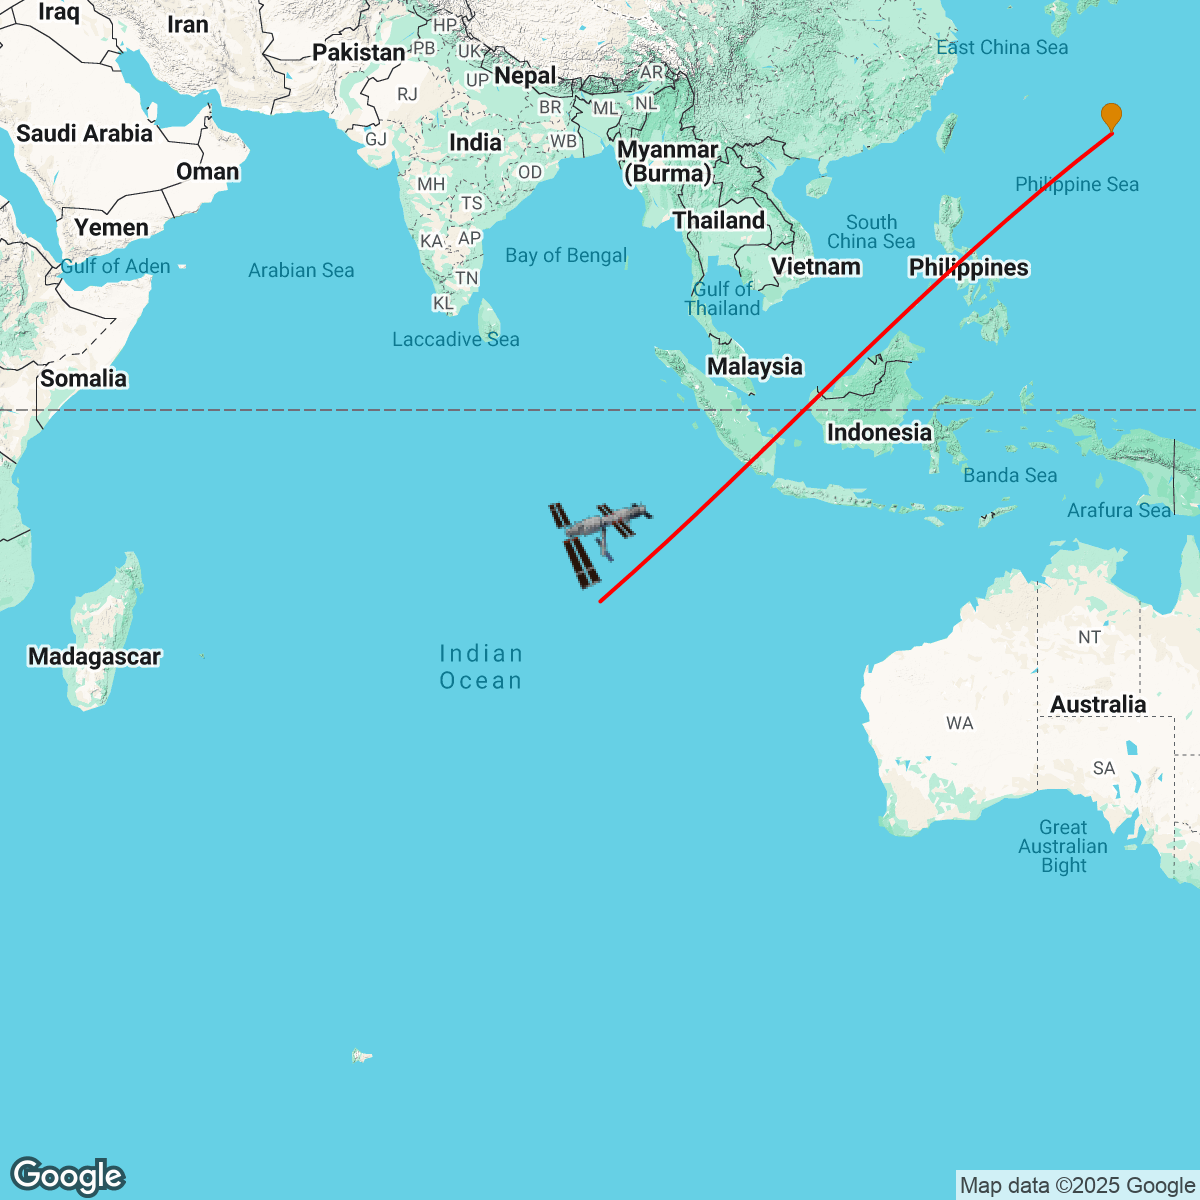 Iraq
Iran
HP
Pakistan
PB
UK
East China Sea
Nepal
AR
UP
RJ
BR
ML
NL
Saudi Arabia
GJ
India
WB
Myanmar
(Burma)
Oman
OD
MH
Philippine Sea
TS
Thailand
Yemen
South
China Sea
KA
AP
Bay of Bengal
Gulf of Aden
Arabian Sea
Vietnam
Philippines
TN
Gulf of
Thailand
KL
Laccadive Sea
Malaysia
Somalia
Indonesia
Banda Sea
Arafura Sea
NT
Madagascar
Indian
Ocean
Australia
WA
SA
Great
Australian
Bight
Google
Map data ©2025 Google